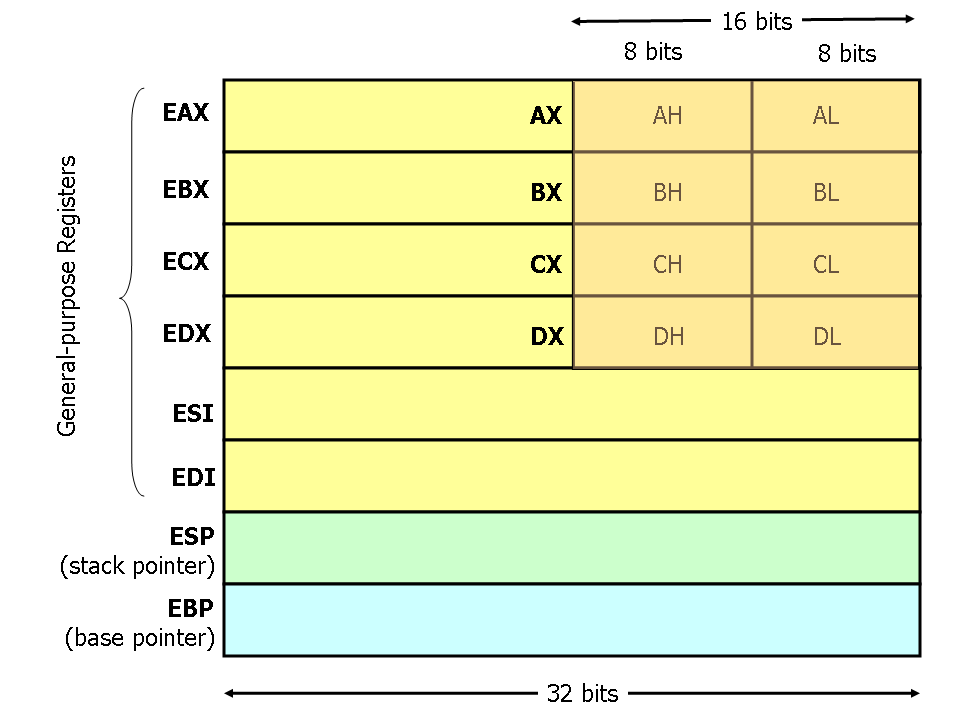 16 bits
8 bits 8 bits
General-purpose Registers
EAX AX AH AL
EBX BX BH BL
ECX CX CH CL
EDX DX DH DL
ESI
EDI
ESP
(stack pointer)
EBP
(base pointer)
32 bits